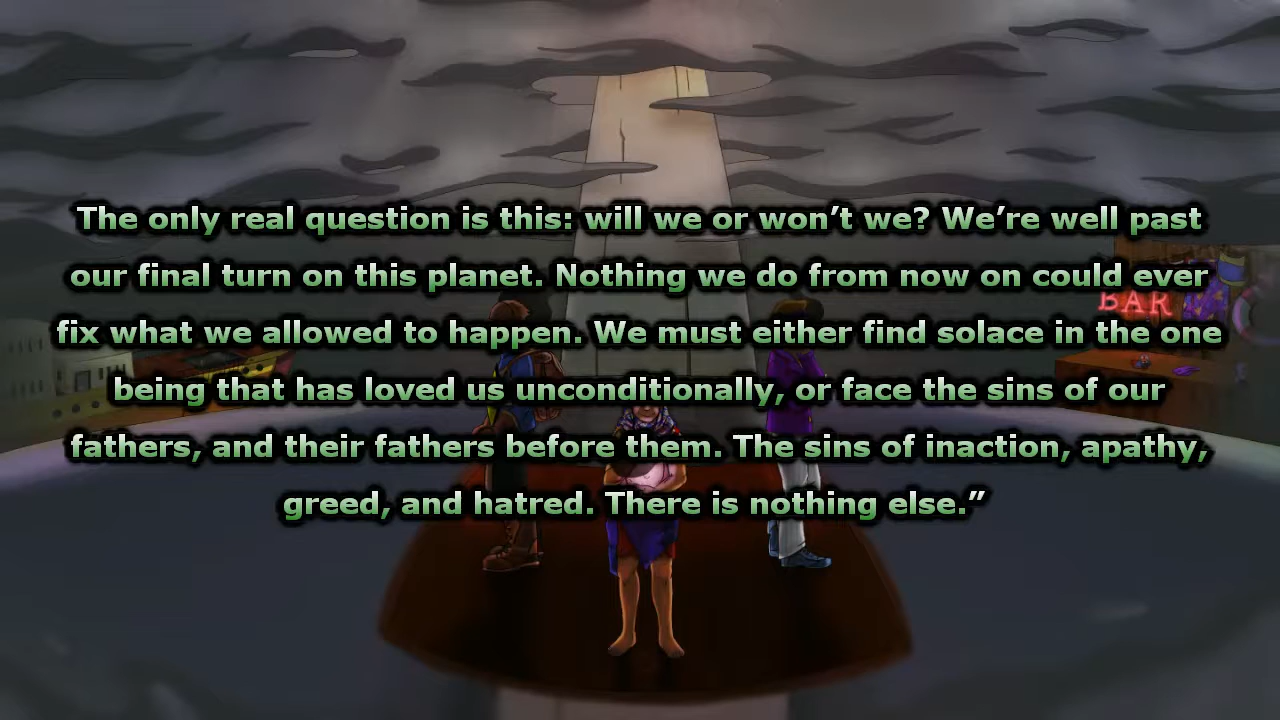 The only real question is this: will we or won’t we? We’re well past
our final turn on this planet. Nothing we do from now on could ever
fix what we allowed to happen. We must either find solace in the one
being that has loved us unconditionally, or face the sins of our
fathers, and their fathers before them. The sins of inaction, apathy,
greed, and hatred. There is nothing else.”
BAR